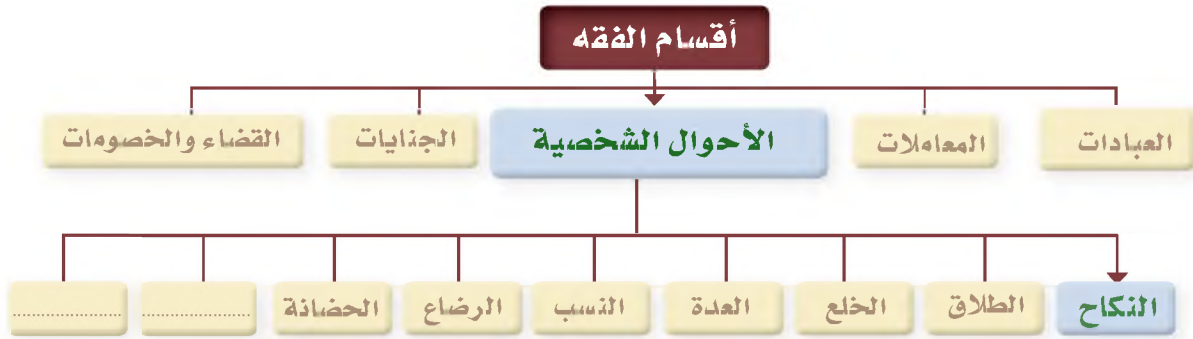 أقسام الفقه
العبادات
المعاملات
الأحوال الشخصية
الجنايات
القضاء والخصومات
النكاح
الطلاق
الخلع
العدة
النسب
الرضاع
الحضانة
..................
..................